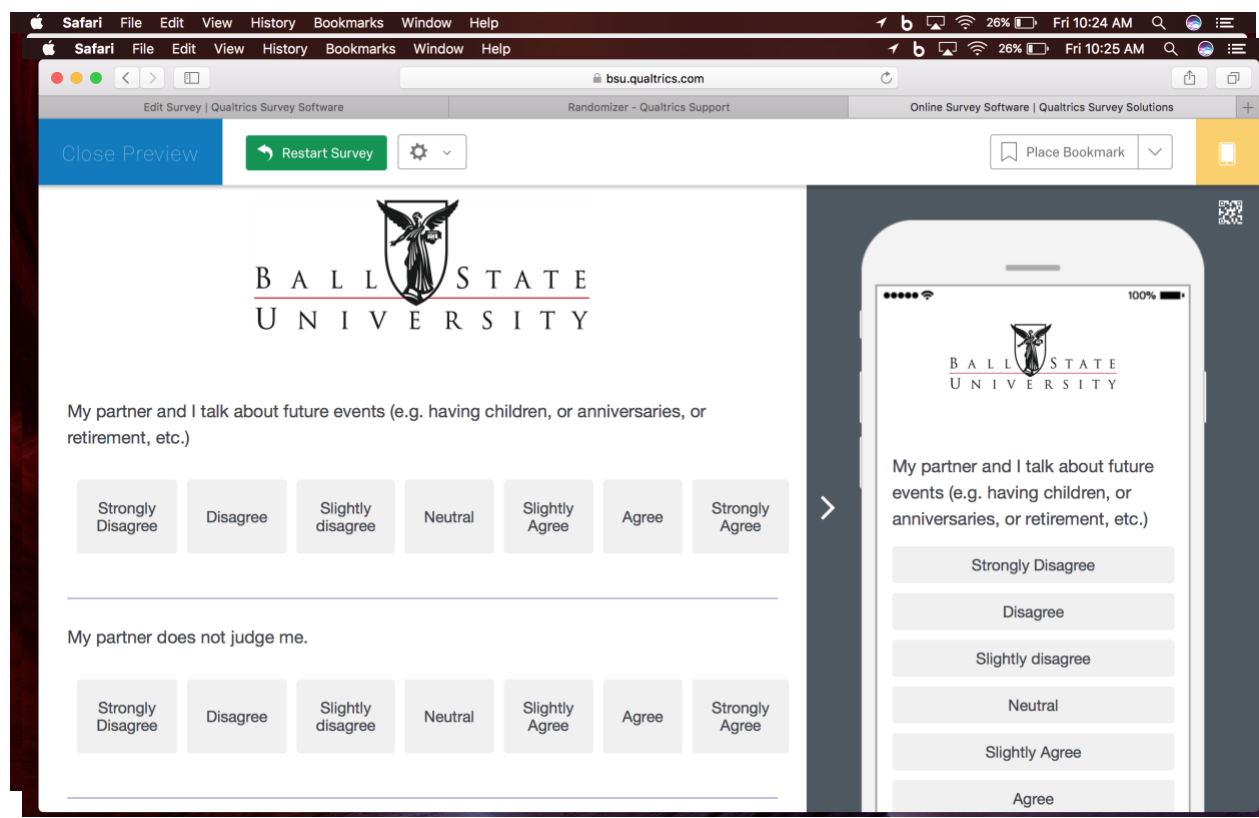 Safari File Edit View History Bookmarks Window Help 26% Fri 10:24 AM
Safari File Edit View History Bookmarks Window Help 26% Fri 10:25 AM
bsu.qualtrics.com
Edit Survey | Qualtrics Survey Software Randomizer - Qualtrics Support Online Survey Software | Qualtrics Survey Solutions
Close Preview Restart Survey Place Bookmark
BALL STATE
UNIVERSITY
My partner and I talk about future events (e.g. having children, or anniversaries, or
retirement, etc.)
Strongly Disagree Disagree Slightly disagree Neutral Slightly Agree Agree Strongly Agree
My partner does not judge me.
Strongly Disagree Disagree Slightly disagree Neutral Slightly Agree Agree Strongly Agree
100%
BALL STATE
UNIVERSITY
My partner and I talk about future
events (e.g. having children, or
anniversaries, or retirement, etc.)
Strongly Disagree
Disagree
Slightly disagree
Neutral
Slightly Agree
Agree